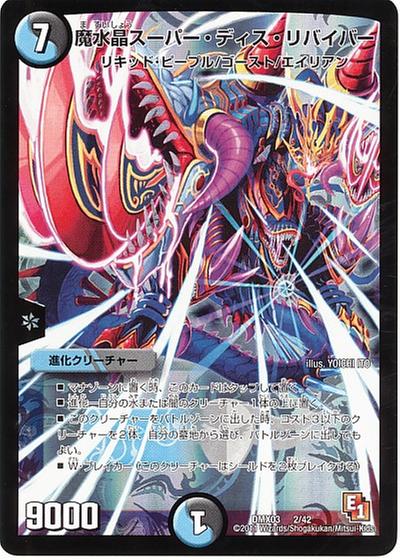 7
ま すいしょう
魔水晶スーパー・ディス・リバイバー
リキッド・ピープル/ゴースト/エイリアン
illus. YOICHI ITO
進化クリーチャー
■ マナゾーンに置く時、このカードはタップして置く。
■ 進化－自分の水または闇のクリーチャー1体の上に置く。
■ このクリーチャーをバトルゾーンに出した時、コスト3以下のク
リーチャーを2体、自分の墓地から選び、バトルゾーンに出しても
よい。
■ W・ブレイカー(このクリーチャーはシールドを2枚ブレイクする)
9000
1
E1
DMX03 2/42
©2011 Wizards/Shogakukan/Mitsui-Kids